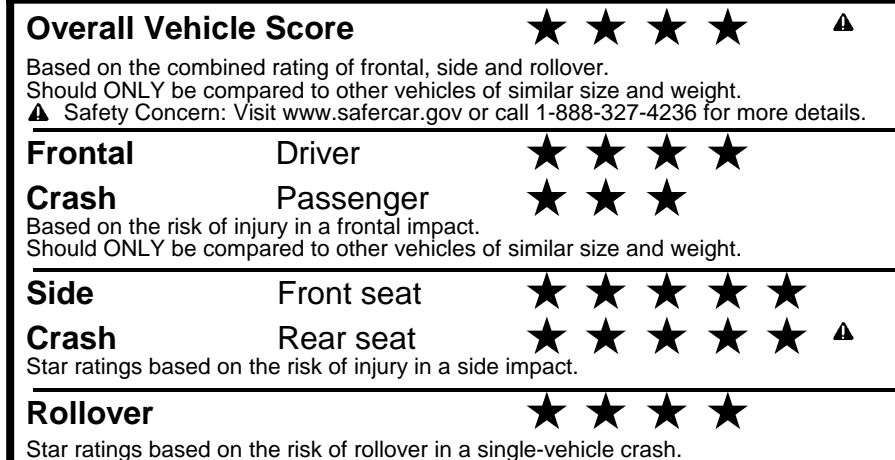 Overall Vehicle Score ★ ★ ★ ★ ⚠
Based on the combined rating of frontal, side and rollover.
Should ONLY be compared to other vehicles of similar size and weight.
⚠ Safety Concern: Visit www.safercar.gov or call 1-888-327-4236 for more details.
Frontal Driver ★ ★ ★ ★
Crash Passenger ★ ★ ★
Based on the risk of injury in a frontal impact.
Should ONLY be compared to other vehicles of similar size and weight.
Side Front seat ★ ★ ★ ★ ★
Crash Rear seat ★ ★ ★ ★ ★ ⚠
Star ratings based on the risk of injury in a side impact.
Rollover ★ ★ ★ ★
Star ratings based on the risk of rollover in a single-vehicle crash.